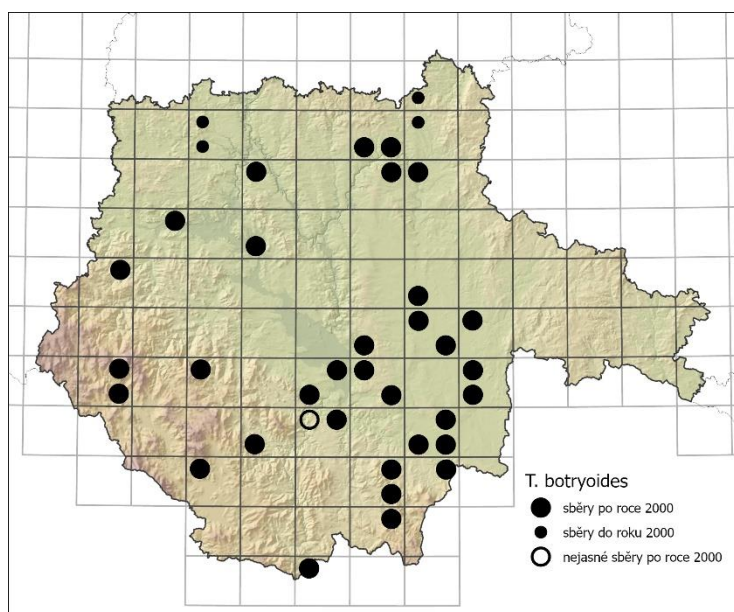 T. botryoides
sběry po roce 2000
sběry do roku 2000
nejasné sběry po roce 2000